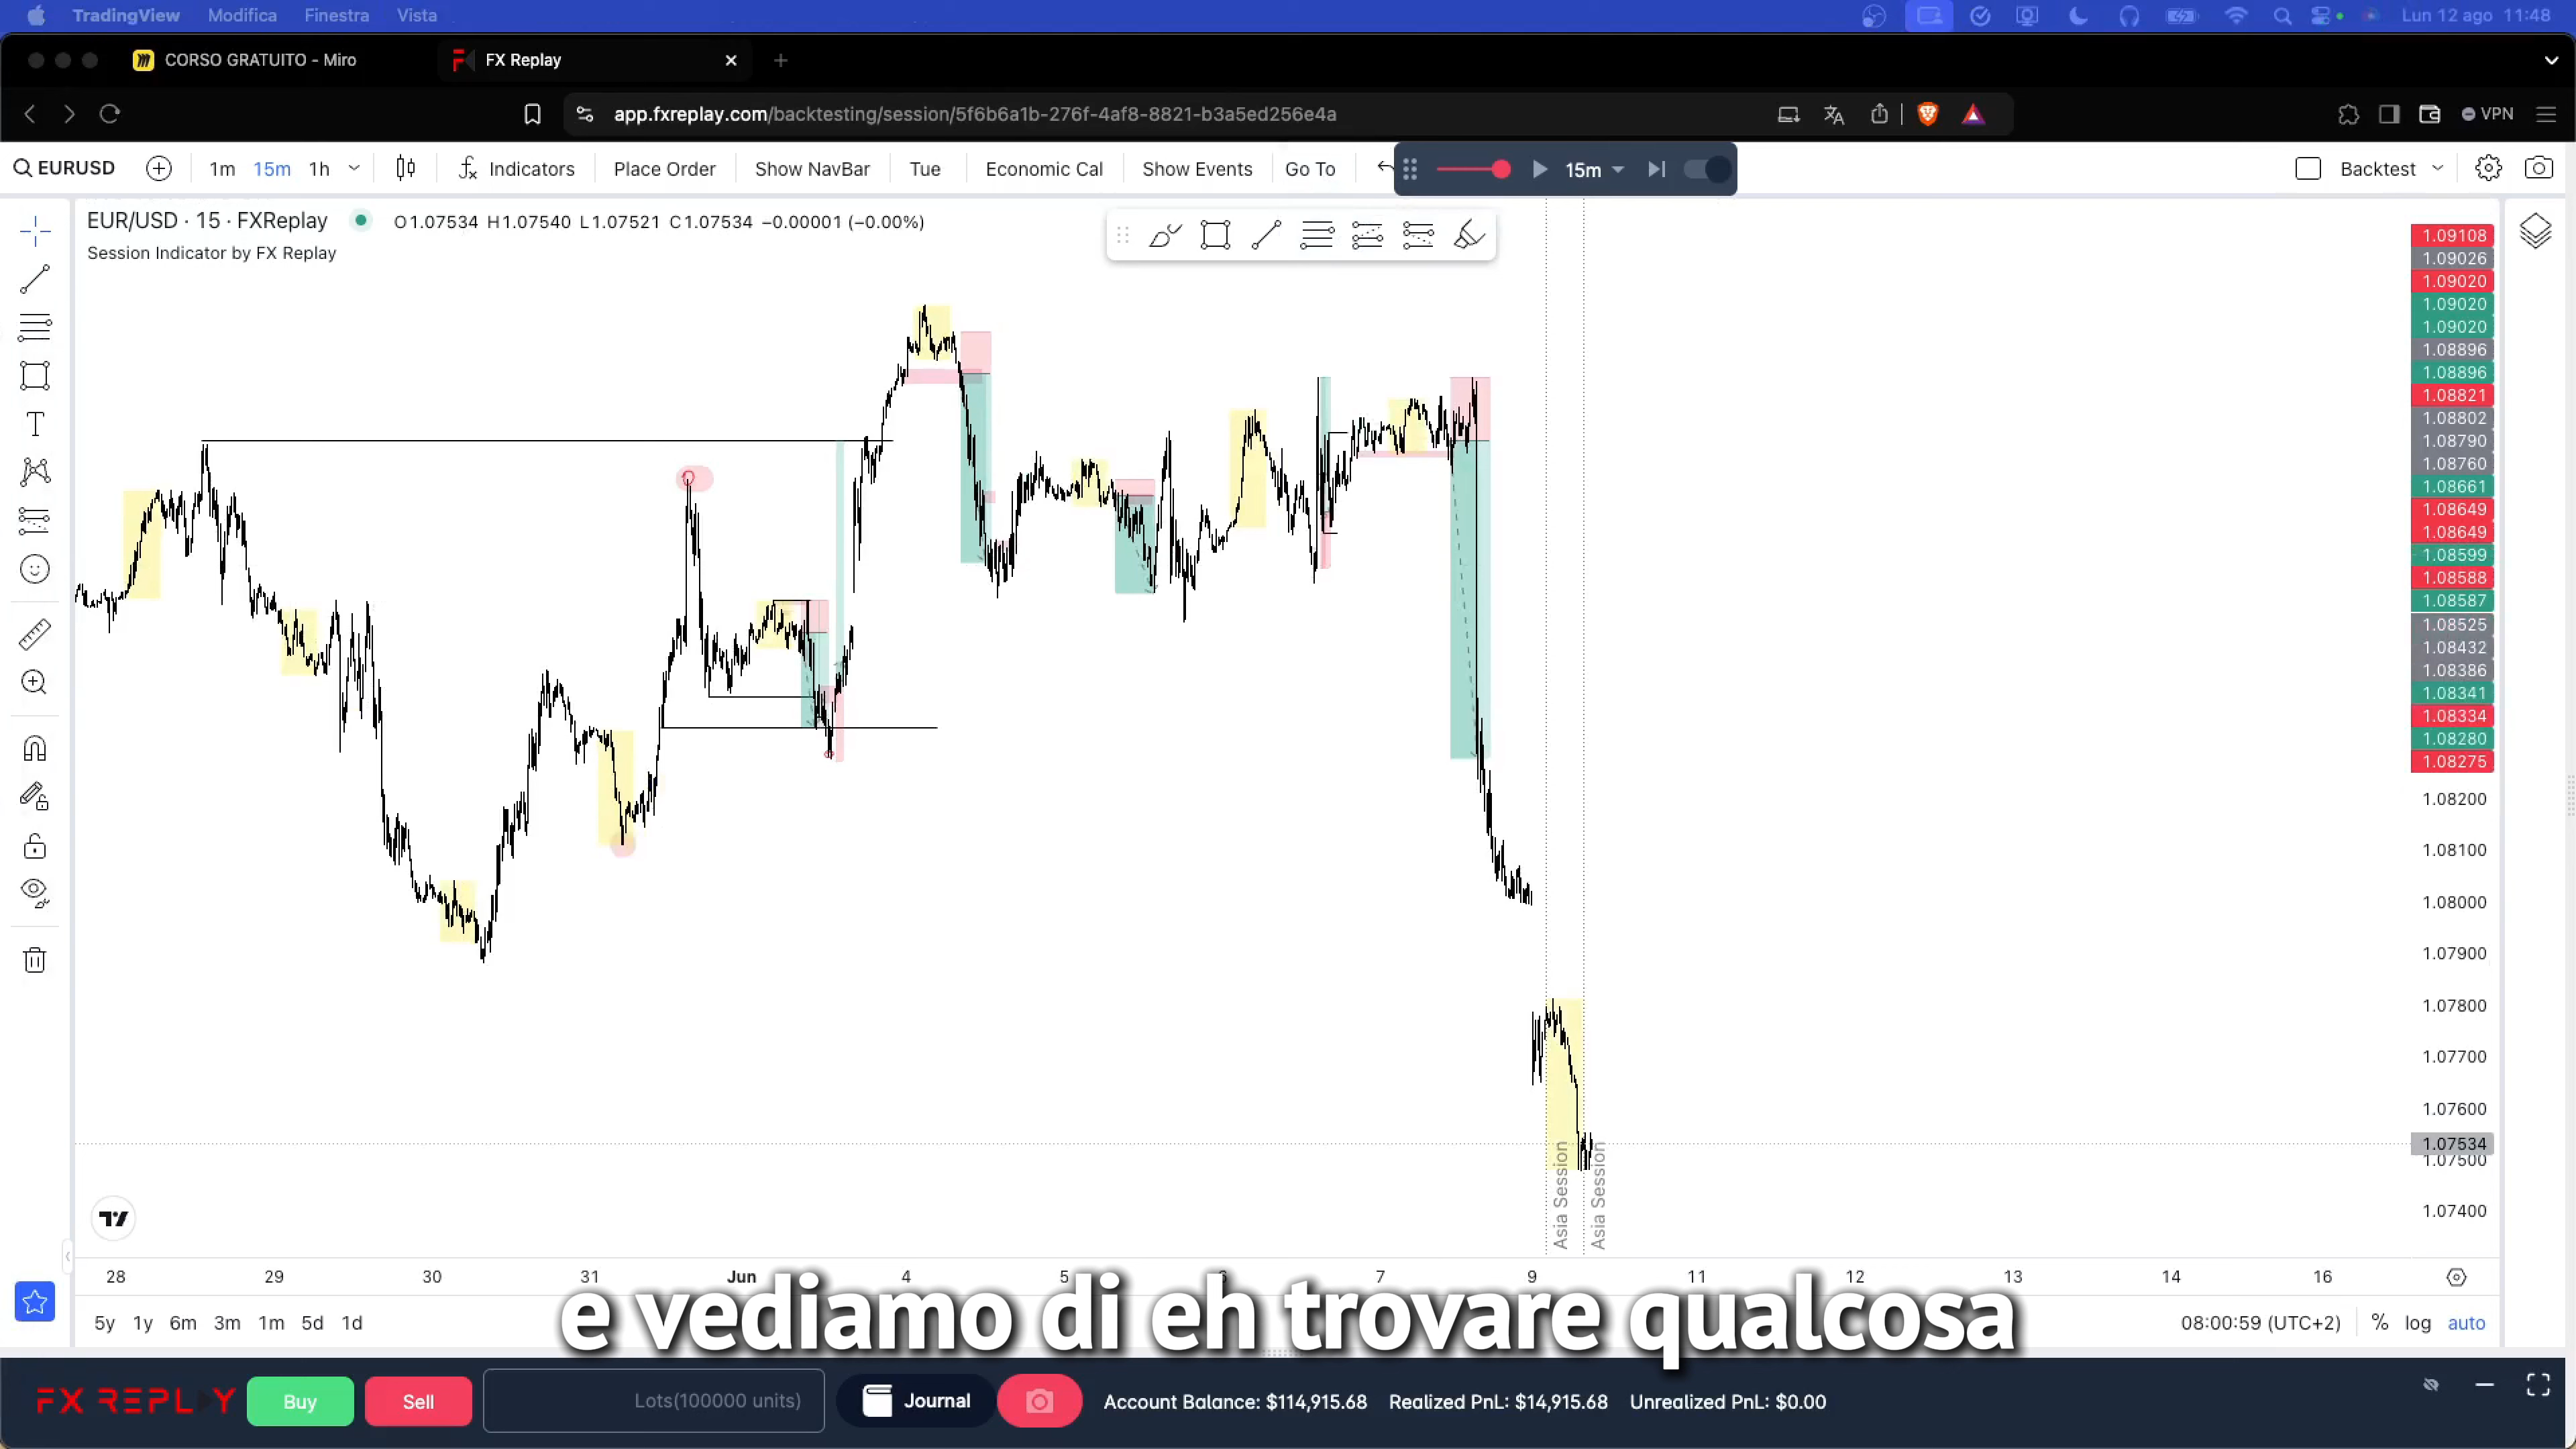 TradingView Modifica Finestra Vista Lun 12 ago 11:48
CORSO GRATUITO - Miro FX Replay
app.fxreplay.com/backtesting/session/5f6b6a1b-276f-4af8-8821-b3a5ed256e4a VPN
EURUSD 1m 15m 1h Indicators Place Order Show NavBar Tue Economic Cal Show Events Go To 15m Backtest
EUR/USD · 15 · FXReplay O1.07534 H1.07540 L1.07521 C1.07534 −0.00001 (−0.00%)
Session Indicator by FX Replay
1.09108
1.09026
1.09020
1.09020
1.09020
1.08896
1.08896
1.08821
1.08802
1.08790
1.08760
1.08661
1.08649
1.08649
1.08599
1.08588
1.08587
1.08525
1.08432
1.08386
1.08341
1.08334
1.08280
1.08275
1.08200
1.08100
1.08000
1.07900
1.07800
1.07700
1.07600
1.07534
1.07500
1.07400
Asia Session
Asia Session
28 29 30 31 Jun 4 5 7 9 11 12 13 14 16
e vediamo di eh trovare qualcosa
5y 1y 6m 3m 1m 5d 1d 08:00:59 (UTC+2) % log auto
FX REPLAY Buy Sell Lots(100000 units) Journal Account Balance: $114,915.68 Realized PnL: $14,915.68 Unrealized PnL: $0.00